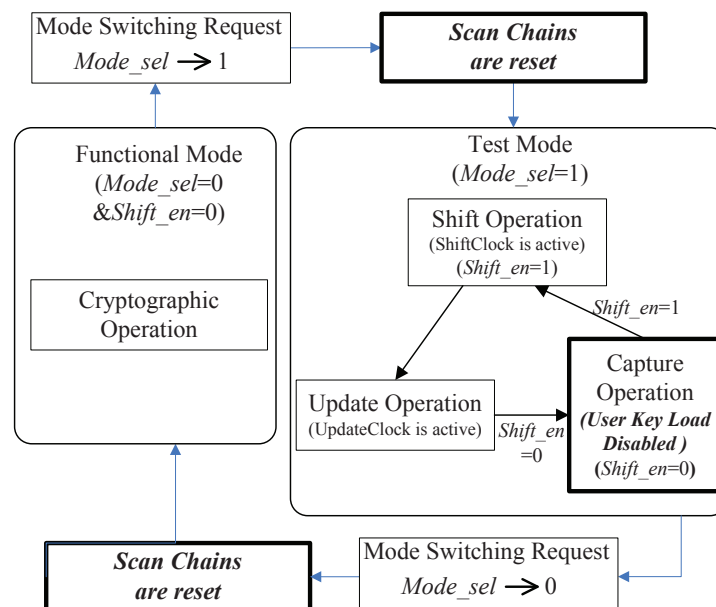 Mode Switching Request
Mode_sel → 1
Scan Chains
are reset
Functional Mode
(Mode_sel=0
&Shift_en=0)
Cryptographic
Operation
Test Mode
(Mode_sel=1)
Shift Operation
(ShiftClock is active)
(Shift_en=1)
Shift_en=1
Update Operation
(UpdateClock is active)
Shift_en
=0
Capture
Operation
(User Key Load
Disabled )
(Shift_en=0)
Scan Chains
are reset
Mode Switching Request
Mode_sel → 0